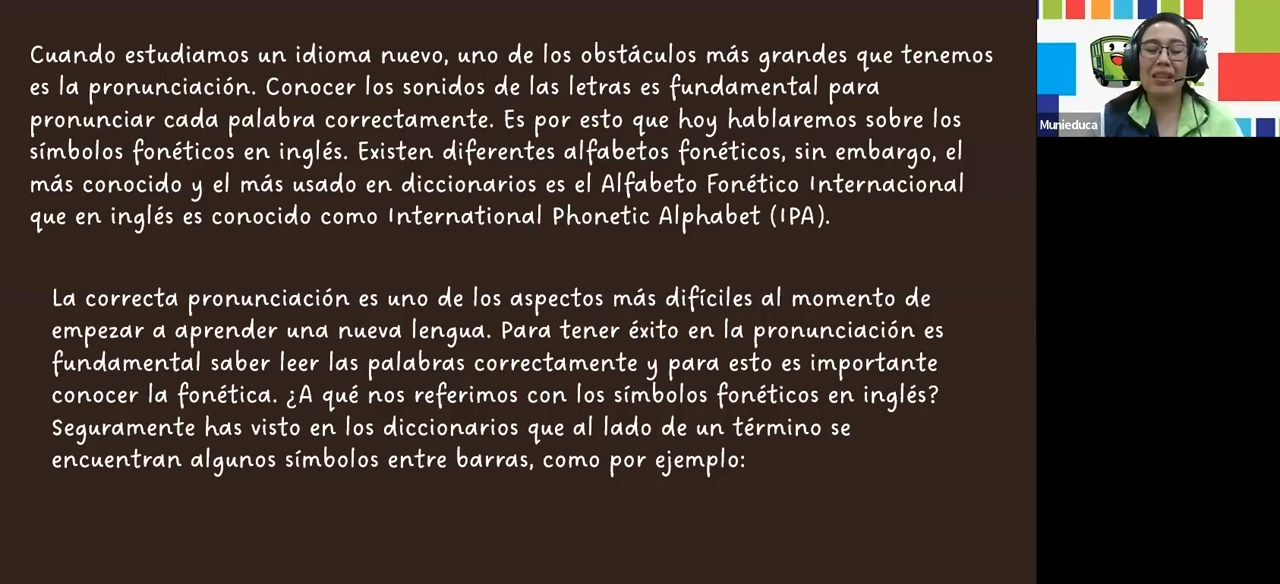 Cuando estudiamos un idioma nuevo, uno de los obstáculos más grandes que tenemos
es la pronunciación. Conocer los sonidos de las letras es fundamental para
pronunciar cada palabra correctamente. Es por esto que hoy hablaremos sobre los
símbolos fonéticos en inglés. Existen diferentes alfabetos fonéticos, sin embargo, el
más conocido y el más usado en diccionarios es el Alfabeto Fonético Internacional
que en inglés es conocido como International Phonetic Alphabet (IPA).
La correcta pronunciación es uno de los aspectos más difíciles al momento de
empezar a aprender una nueva lengua. Para tener éxito en la pronunciación es
fundamental saber leer las palabras correctamente y para esto es importante
conocer la fonética. ¿A qué nos referimos con los símbolos fonéticos en inglés?
Seguramente has visto en los diccionarios que al lado de un término se
encuentran algunos símbolos entre barras, como por ejemplo:
Munieduca